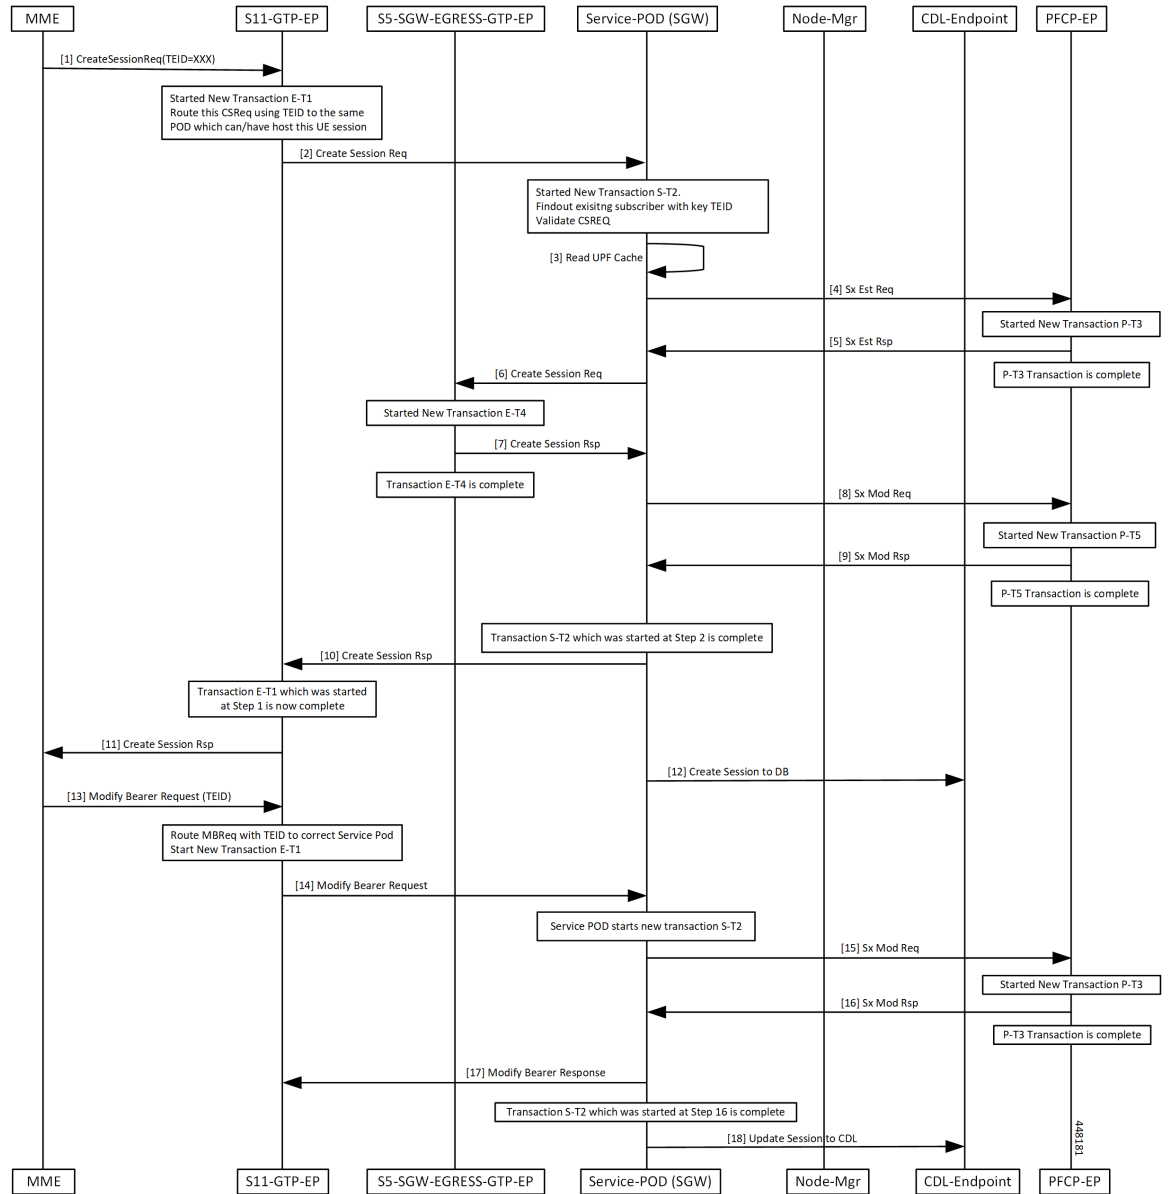 MME
S11-GTP-EP
S5-SGW-EGRESS-GTP-EP
Service-POD (SGW)
Node-Mgr
CDL-Endpoint
PFCP-EP
[1] CreateSessionReq(TEID=XXX)
Started New Transaction E-T1
Route this CSReq using TEID to the same
POD which can/have host this UE session
[2] Create Session Req
Started New Transaction S-T2.
Findout exisitng subscriber with key TEID
Validate CSREQ
[3] Read UPF Cache
[4] Sx Est Req
Started New Transaction P-T3
[5] Sx Est Rsp
P-T3 Transaction is complete
[6] Create Session Req
Started New Transaction E-T4
[7] Create Session Rsp
Transaction E-T4 is complete
[8] Sx Mod Req
Started New Transaction P-T5
[9] Sx Mod Rsp
P-T5 Transaction is complete
Transaction S-T2 which was started at Step 2 is complete
[10] Create Session Rsp
Transaction E-T1 which was started
at Step 1 is now complete
[11] Create Session Rsp
[12] Create Session to DB
[13] Modify Bearer Request (TEID)
Route MBReq with TEID to correct Service Pod
Start New Transaction E-T1
[14] Modify Bearer Request
Service POD starts new transaction S-T2
[15] Sx Mod Req
Started New Transaction P-T3
[16] Sx Mod Rsp
P-T3 Transaction is complete
[17] Modify Bearer Response
Transaction S-T2 which was started at Step 16 is complete
[18] Update Session to CDL
448181
MME
S11-GTP-EP
S5-SGW-EGRESS-GTP-EP
Service-POD (SGW)
Node-Mgr
CDL-Endpoint
PFCP-EP